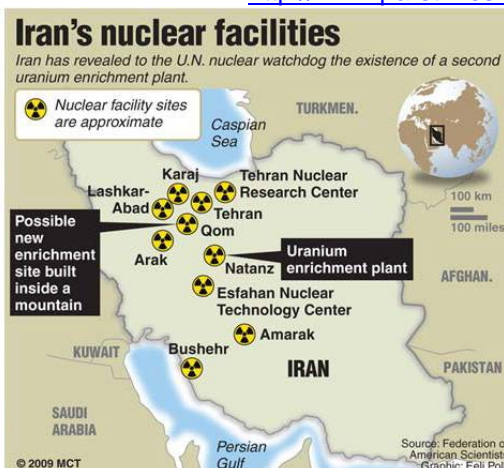 Iran's nuclear facilities
Iran has revealed to the U.N. nuclear watchdog the existence of a second
uranium enrichment plant.
Nuclear facility sites
are approximate
Caspian
Sea
TURKMEN.
Karaj
Tehran Nuclear
Research Center
Lashkar-
Abad
Tehran
100 km
100 miles
Possible
new
enrichment
site built
inside a
mountain
Qom
Arak
Natanz
Uranium
enrichment plant
AFGHAN.
Esfahan Nuclear
Technology Center
Amarak
KUWAIT
Bushehr
IRAN
PAKISTAN
SAUDI
ARABIA
Persian
Gulf
© 2009 MCT
Source: Federation of
American Scientists
Graphic: Eeli